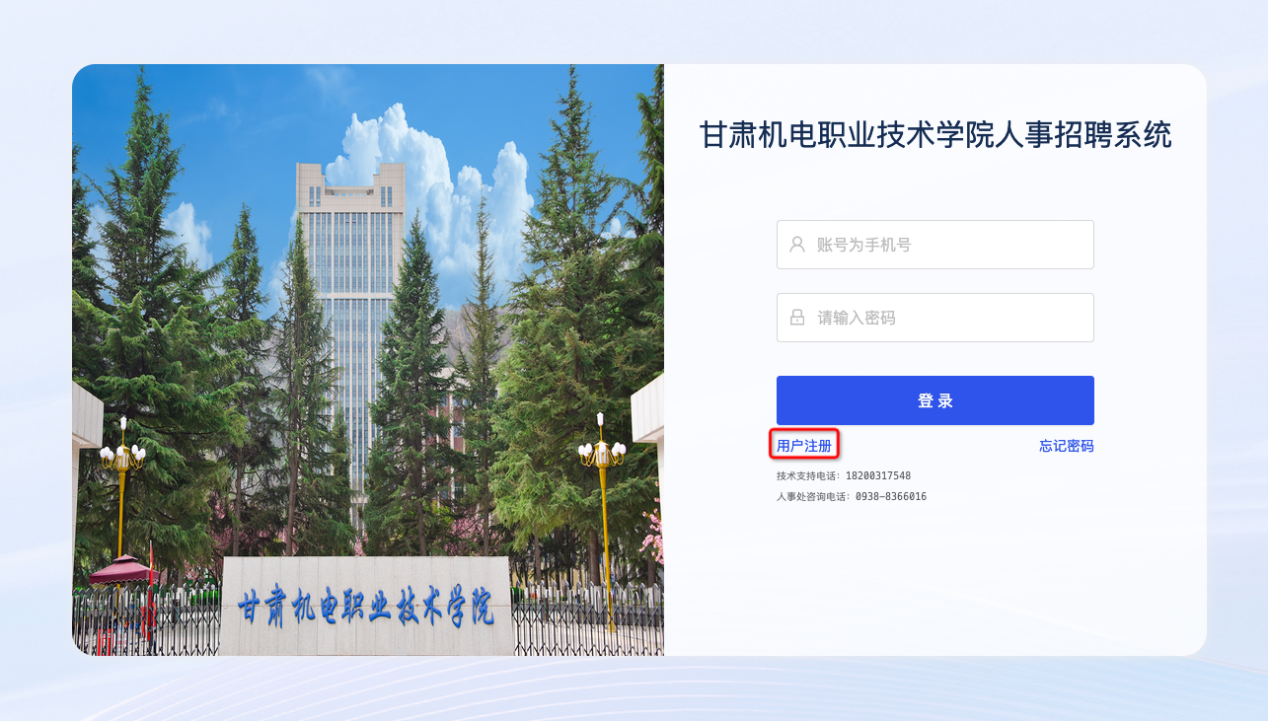 甘肃机电职业技术学院人事招聘系统
账号为手机号
请输入密码
登录
用户注册
忘记密码
技术支持电话：18200317548
人事处咨询电话：0938-8366016
甘肃机电职业技术学院